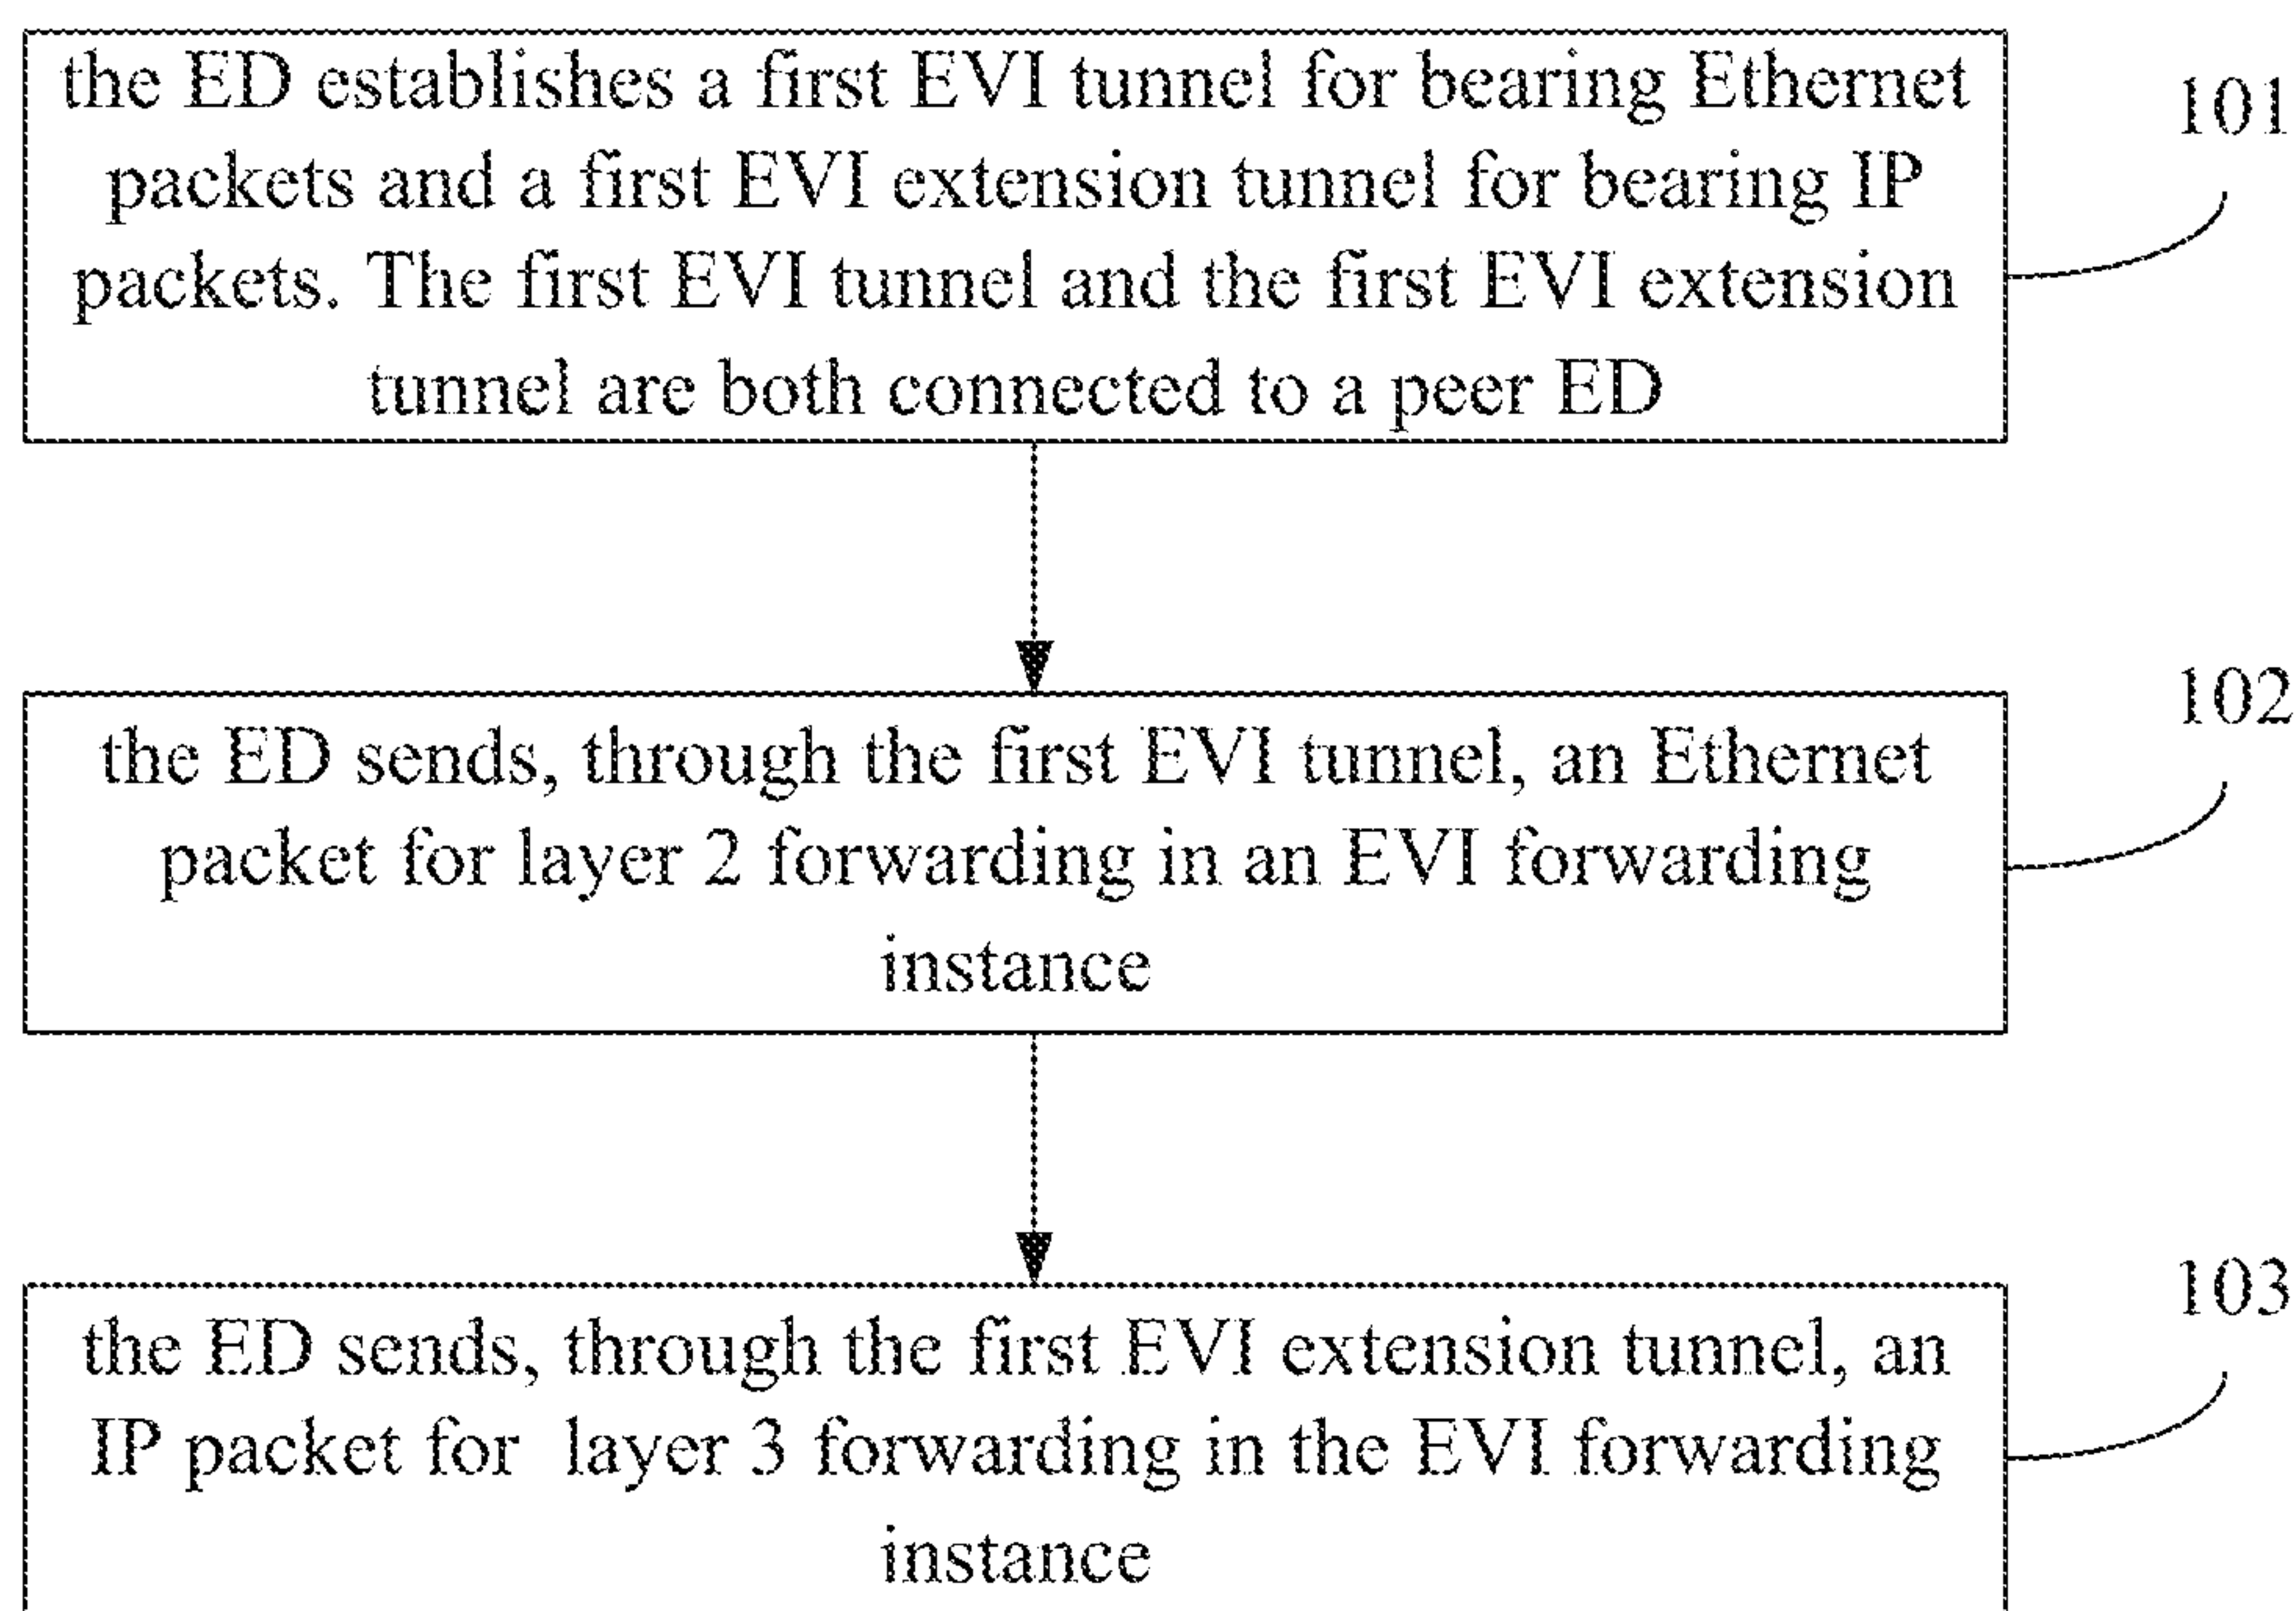 the ED establishes a first EVI tunnel for bearing Ethernet
packets and a first EVI extension tunnel for bearing IP
packets. The first EVI tunnel and the first EVI extension
tunnel are both connected to a peer ED
101
the ED sends, through the first EVI tunnel, an Ethernet
packet for layer 2 forwarding in an EVI forwarding
instance
102
the ED sends, through the first EVI extension tunnel, an
IP packet for layer 3 forwarding in the EVI forwarding
instance
103